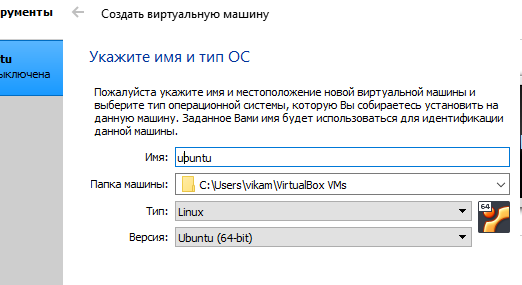 рументы
Создать виртуальную машину
tu
ыключена
Укажите имя и тип ОС
Пожалуйста укажите имя и местоположение новой виртуальной машины и
выберите тип операционной системы, которую Вы собираетесь установить на
данную машину. Заданное Вами имя будет использоваться для идентификации
данной машины.
Имя: ubuntu
Папка машины: C:\Users\vikam\VirtualBox VMs
Тип: Linux
64
Версия: Ubuntu (64-bit)